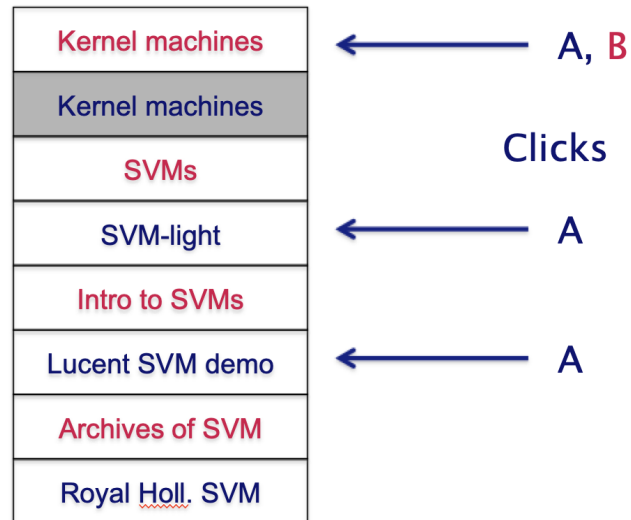 Kernel machines
A, B
Kernel machines
Clicks
SVMs
SVM-light
A
Intro to SVMs
Lucent SVM demo
A
Archives of SVM
Royal Holl. SVM